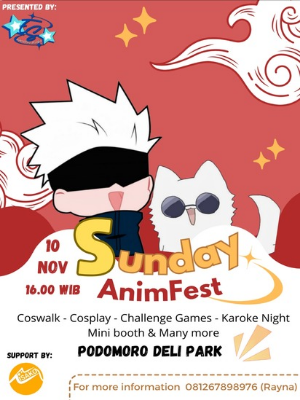 PRESENTED BY:
10
NOV
16.00 WIB
Sunday
AnimFest
Coswalk - Cosplay - Challenge Games - Karoke Night
Mini booth & Many more
SUPPORT BY:
PODOMORO DELI PARK
For more information 081267898976 (Rayna)